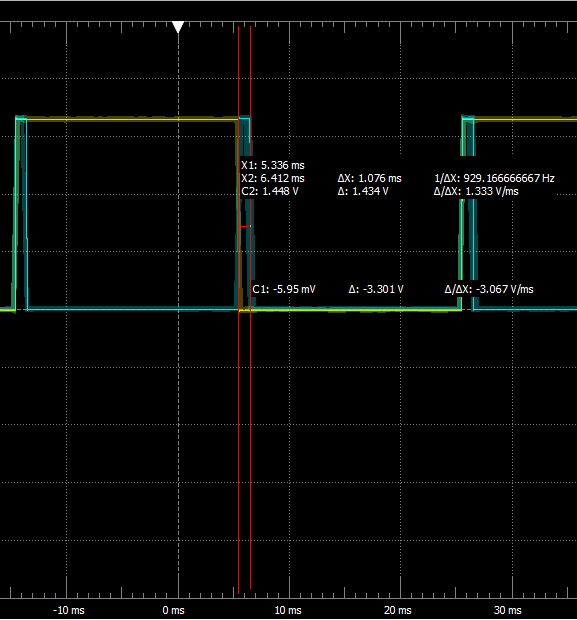 X1: 5.336 ms
X2: 6.412 ms ΔX: 1.076 ms 1/ΔX: 929.166666667 Hz
C2: 1.448 V Δ: 1.434 V Δ/ΔX: 1.333 V/ms
C1: -5.95 mV Δ: -3.301 V Δ/ΔX: -3.067 V/ms
-10 ms 0 ms 10 ms 20 ms 30 ms